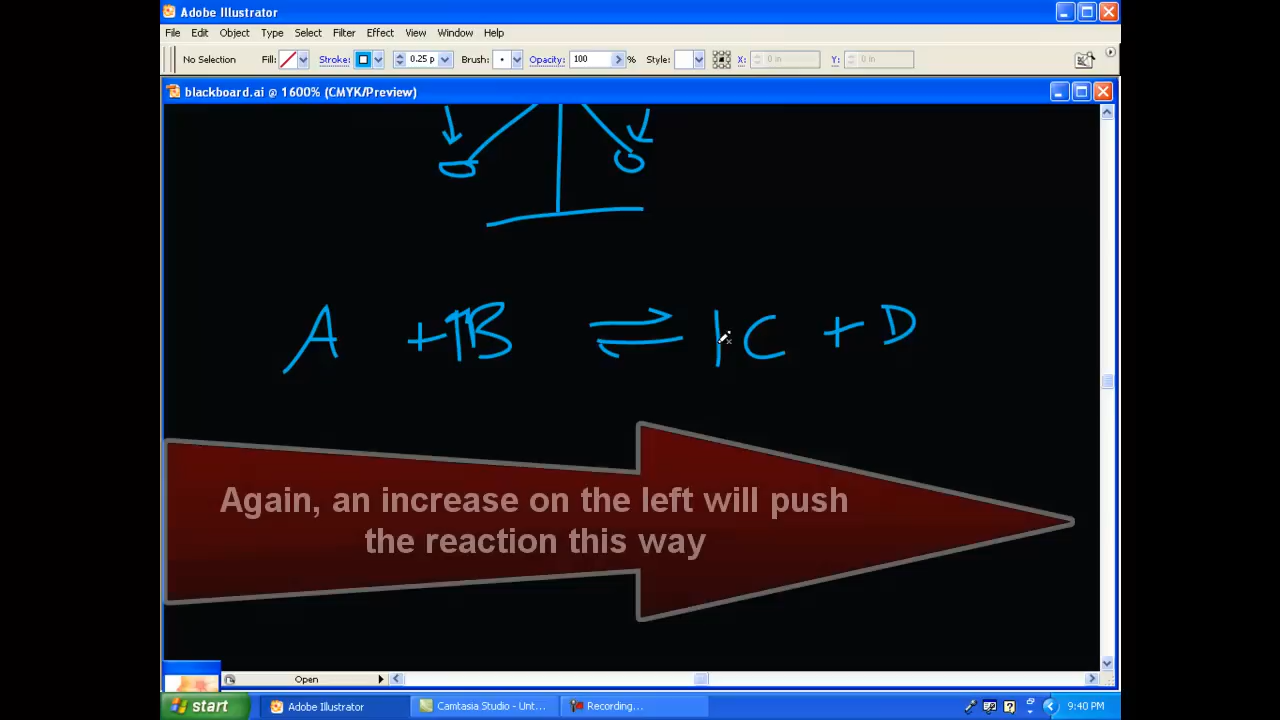 Adobe Illustrator
File Edit Object Type Select Filter Effect View Window Help
No Selection Fill: Stroke: 0.25 p Brush: Opacity: 100 % Style: X: 0 m Y: 0 m
blackboard.ai @ 1600% (CMYK/Preview)
A + B ⇌ C + D
Again, an increase on the left will push
the reaction this way
Open
start Adobe Illustrator Camtasia Studio - Unt... Recording... 9:40 PM